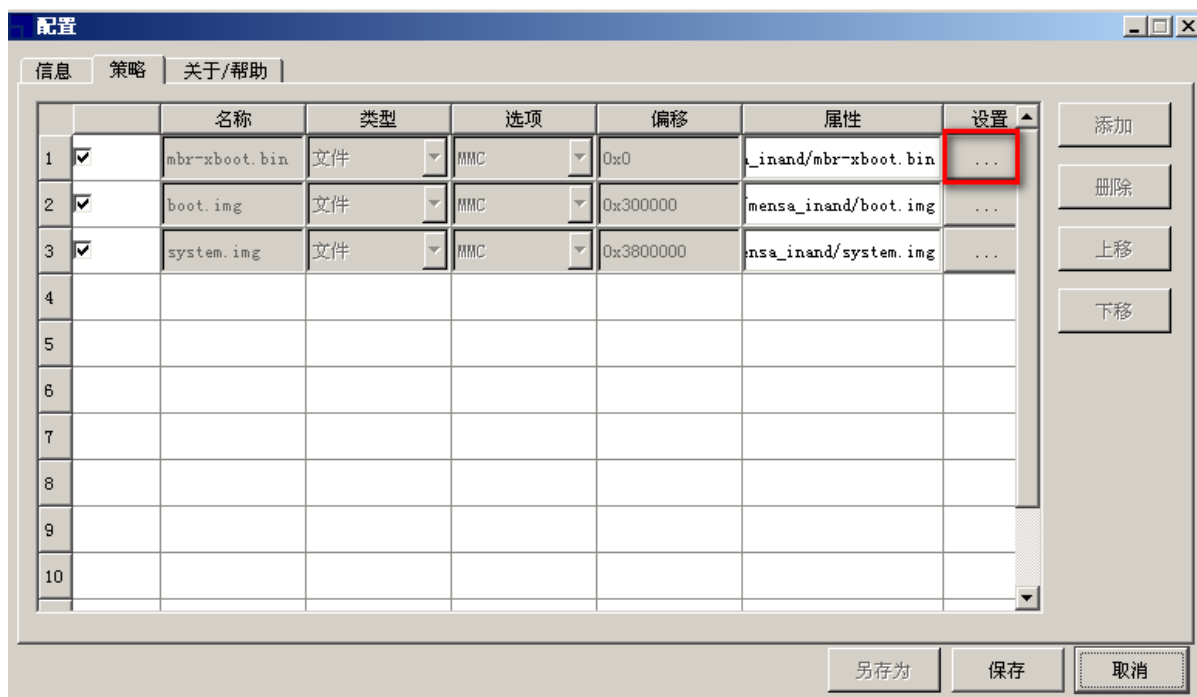 配置
信息 策略 关于/帮助
名称 类型 选项 偏移 属性 设置
1 mbr-xboot.bin 文件 MMC 0x0 _inand/mbr-xboot.bin ...
2 boot.img 文件 MMC 0x300000 mensa_inand/boot.img ...
3 system.img 文件 MMC 0x3800000 nsa_inand/system.img ...
4
5
6
7
8
9
10
添加
删除
上移
下移
另存为 保存 取消